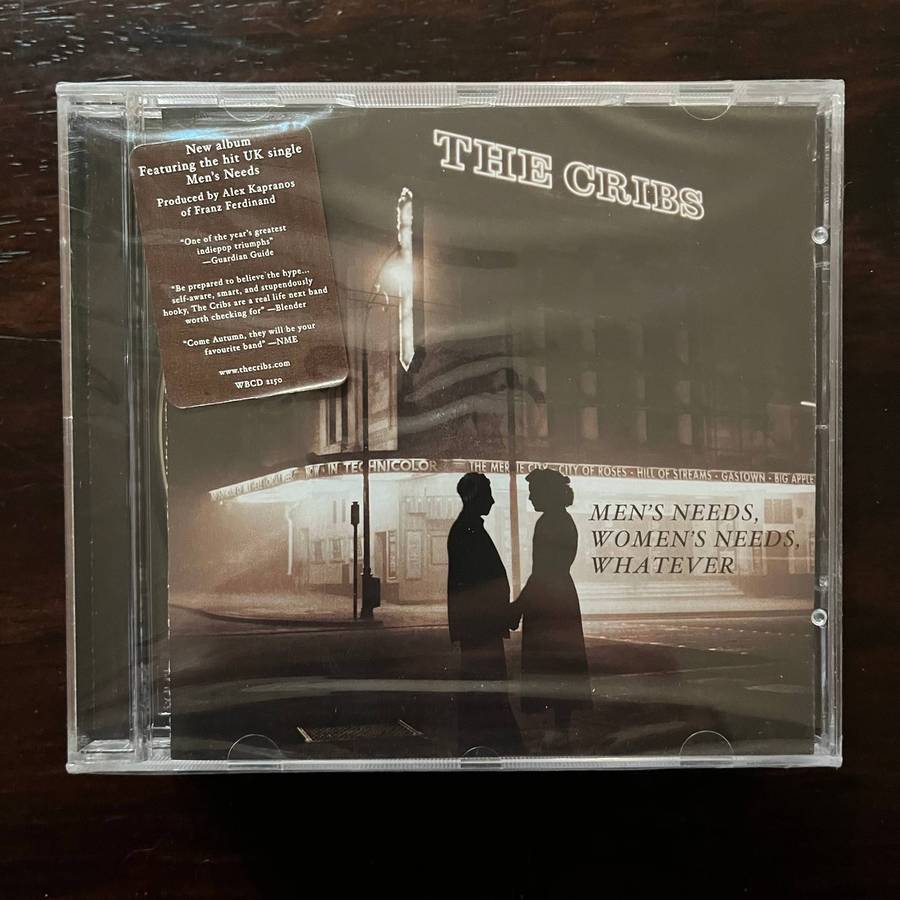 New album
Featuring the hit UK single
Men's Needs
Produced by Alex Kapranos
of Franz Ferdinand
"One of the year's greatest
indiepop triumphs"
—Guardian Guide
"Be prepared to believe the hype...
self-aware, smart, and stupendously
hooky, The Cribs are a real life next band
worth checking for" —Blender
"Come Autumn, they will be your
favourite band" —NME
www.thecribs.com
WBCD 2150
THE CRIBS
IN TECHNICOLOR
THE CITY OF ROSES - HILL OF STREAMS - GASTOWN - BIG APPLE
MEN'S NEEDS,
WOMEN'S NEEDS,
WHATEVER